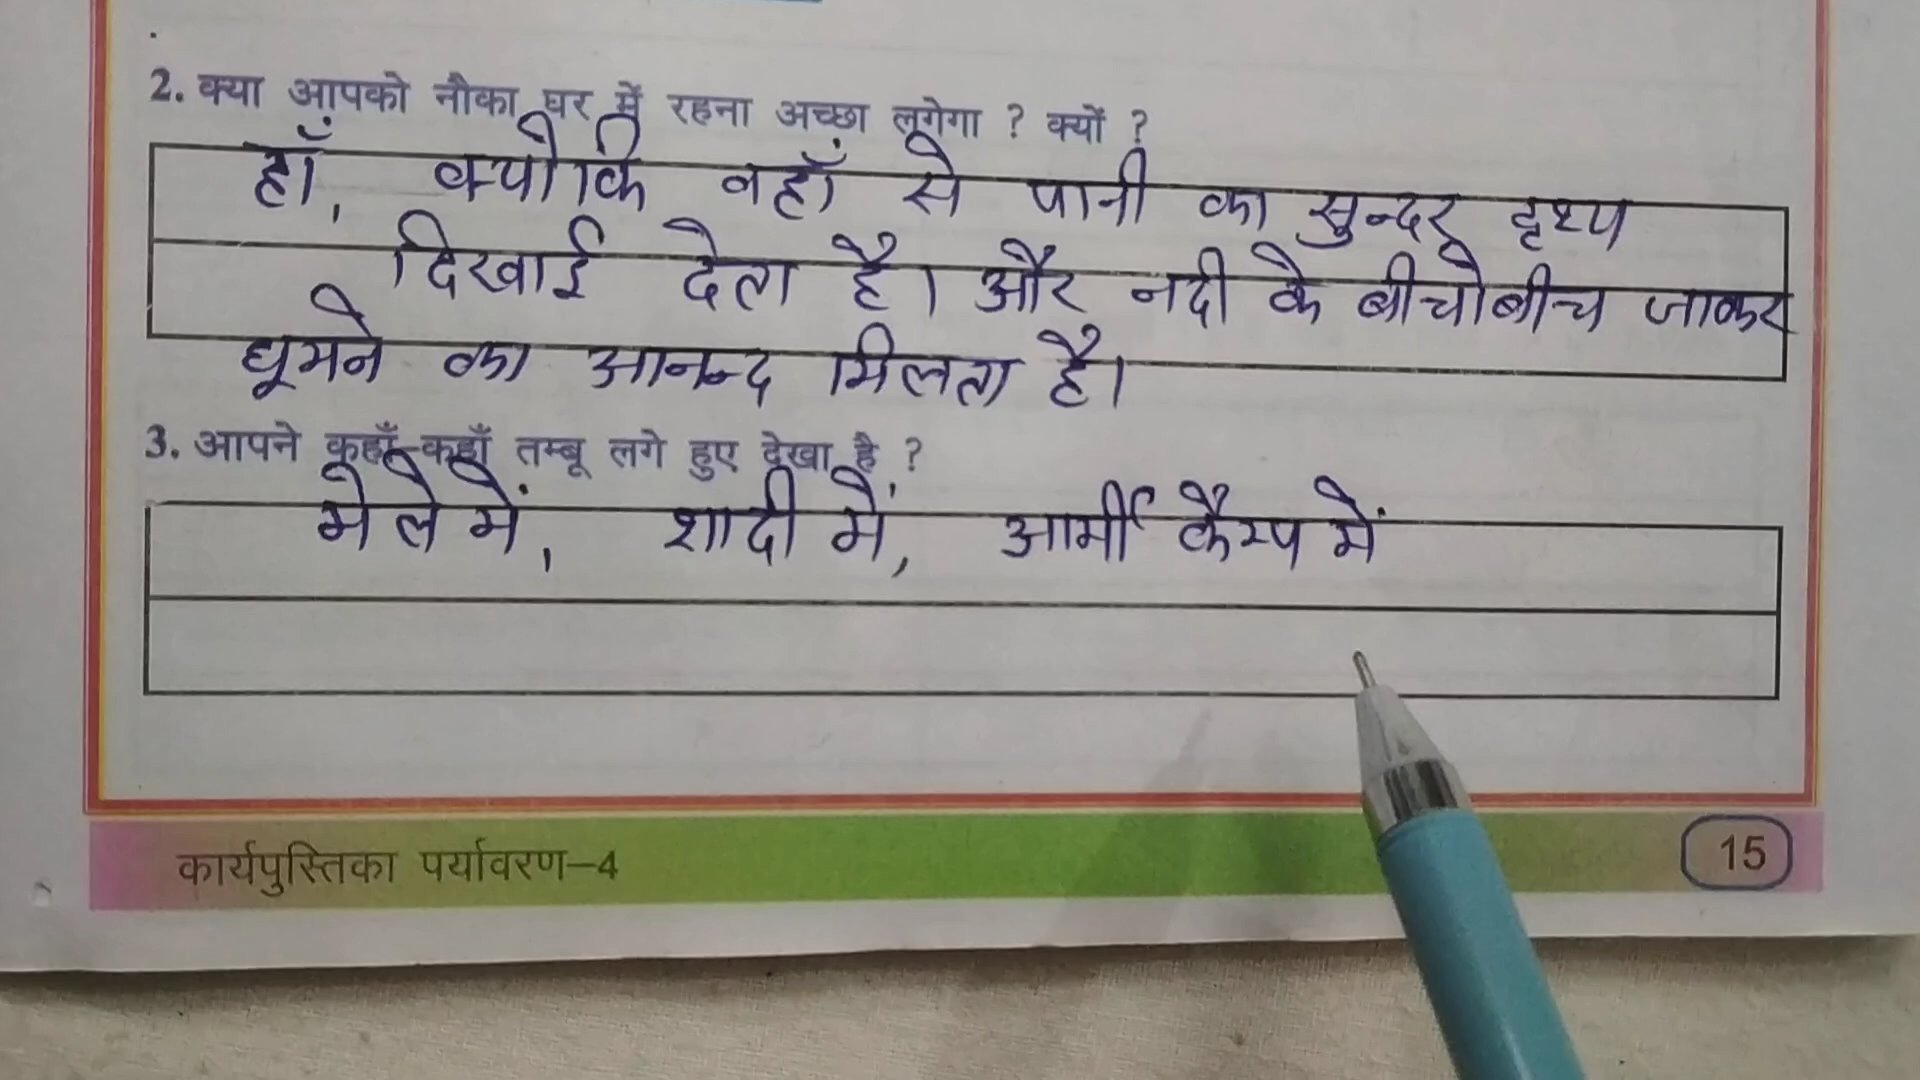 2. क्या आपको नौका घर में रहना अच्छा लगेगा ? क्यों ?
हाँ, क्योकि वहाँ से पानी का सुन्दर दृश्य
दिखाई देता है। और नदी के बीचोबीच जाकर
घूमने का आनन्द मिलता है।
3. आपने कहाँ-कहाँ तम्बू लगे हुए देखा है ?
मेले में, शादी में, आर्मी कैम्प में
कार्यपुस्तिका पर्यावरण–4
15